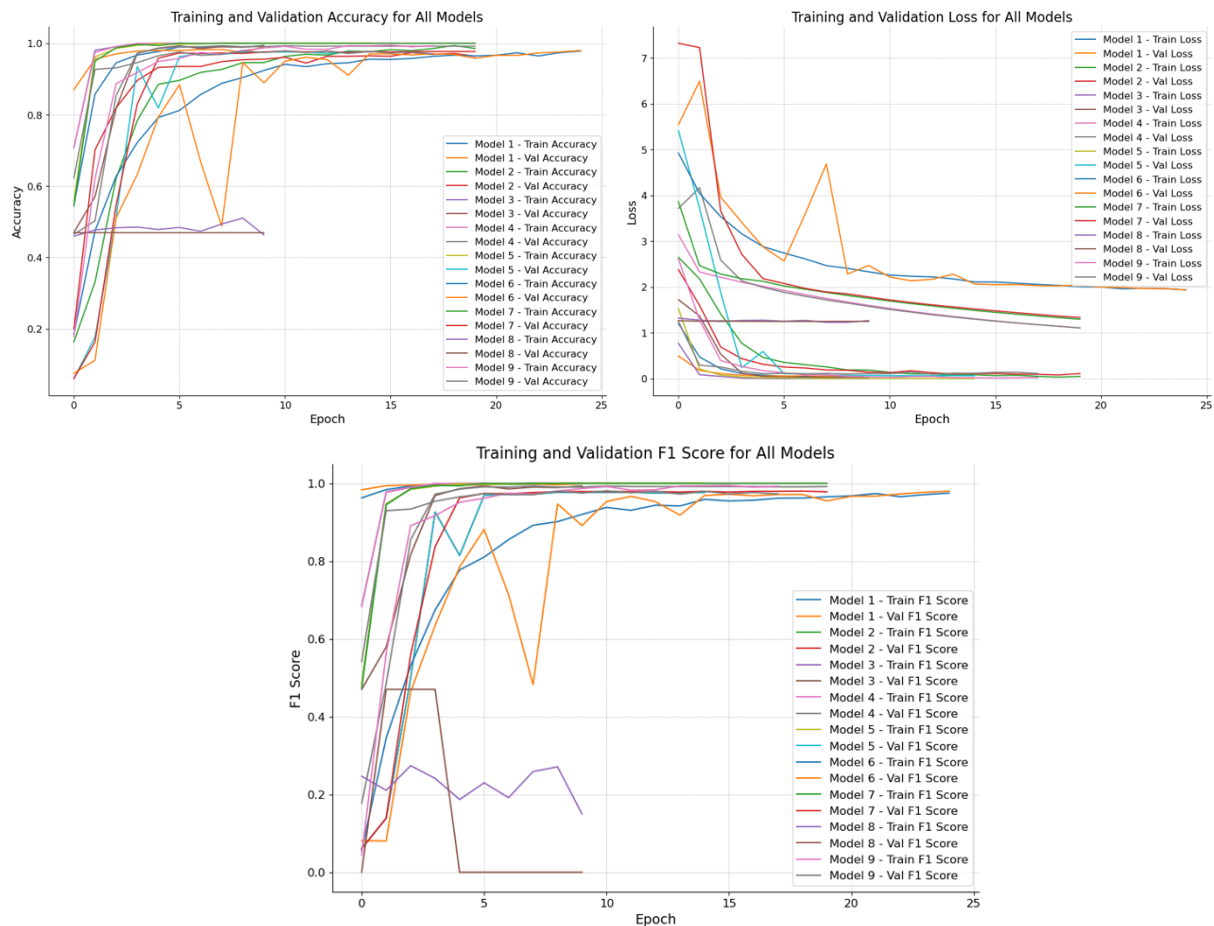 Training and Validation Accuracy for All Models
1.0
0.8
0.6
0.4
0.2
Accuracy
0
5
10
15
20
25
Epoch
Model 1 - Train Accuracy
Model 1 - Val Accuracy
Model 2 - Train Accuracy
Model 2 - Val Accuracy
Model 3 - Train Accuracy
Model 3 - Val Accuracy
Model 4 - Train Accuracy
Model 4 - Val Accuracy
Model 5 - Train Accuracy
Model 5 - Val Accuracy
Model 6 - Train Accuracy
Model 6 - Val Accuracy
Model 7 - Train Accuracy
Model 7 - Val Accuracy
Model 8 - Train Accuracy
Model 8 - Val Accuracy
Model 9 - Train Accuracy
Model 9 - Val Accuracy
Training and Validation Loss for All Models
7
6
5
4
3
2
1
0
Loss
0
5
10
15
20
25
Epoch
Model 1 - Train Loss
Model 1 - Val Loss
Model 2 - Train Loss
Model 2 - Val Loss
Model 3 - Train Loss
Model 3 - Val Loss
Model 4 - Train Loss
Model 4 - Val Loss
Model 5 - Train Loss
Model 5 - Val Loss
Model 6 - Train Loss
Model 6 - Val Loss
Model 7 - Train Loss
Model 7 - Val Loss
Model 8 - Train Loss
Model 8 - Val Loss
Model 9 - Train Loss
Model 9 - Val Loss
Training and Validation F1 Score for All Models
1.0
0.8
0.6
0.4
0.2
0.0
F1 Score
0
5
10
15
20
25
Epoch
Model 1 - Train F1 Score
Model 1 - Val F1 Score
Model 2 - Train F1 Score
Model 2 - Val F1 Score
Model 3 - Train F1 Score
Model 3 - Val F1 Score
Model 4 - Train F1 Score
Model 4 - Val F1 Score
Model 5 - Train F1 Score
Model 5 - Val F1 Score
Model 6 - Train F1 Score
Model 6 - Val F1 Score
Model 7 - Train F1 Score
Model 7 - Val F1 Score
Model 8 - Train F1 Score
Model 8 - Val F1 Score
Model 9 - Train F1 Score
Model 9 - Val F1 Score